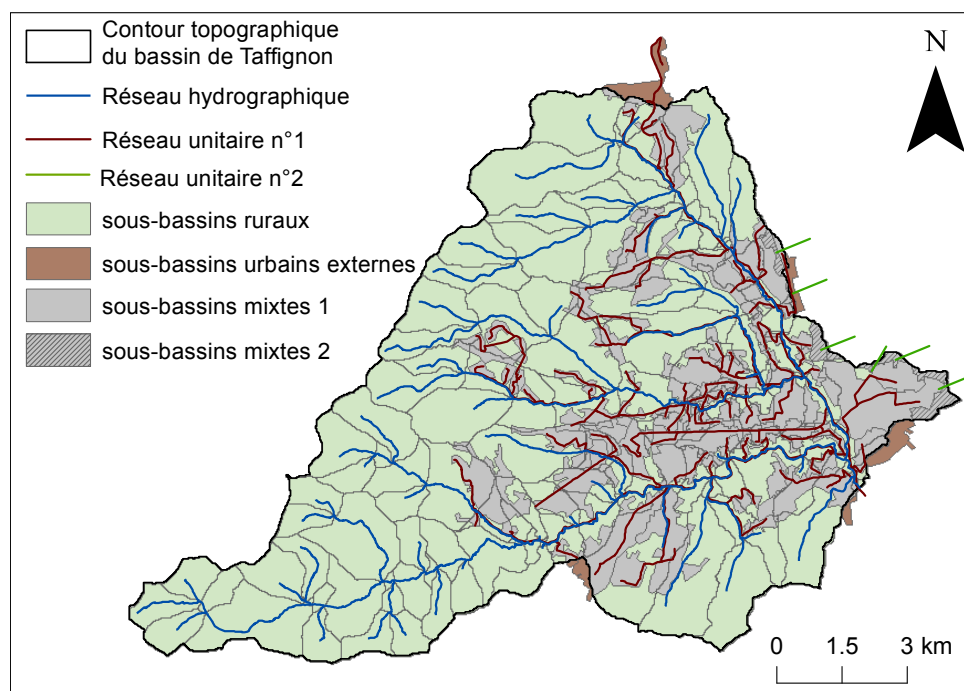 Contour topographique
du bassin de Taffignon
Réseau hydrographique
Réseau unitaire n°1
Réseau unitaire n°2
sous-bassins ruraux
sous-bassins urbains externes
sous-bassins mixtes 1
sous-bassins mixtes 2
N
0 1.5 3 km